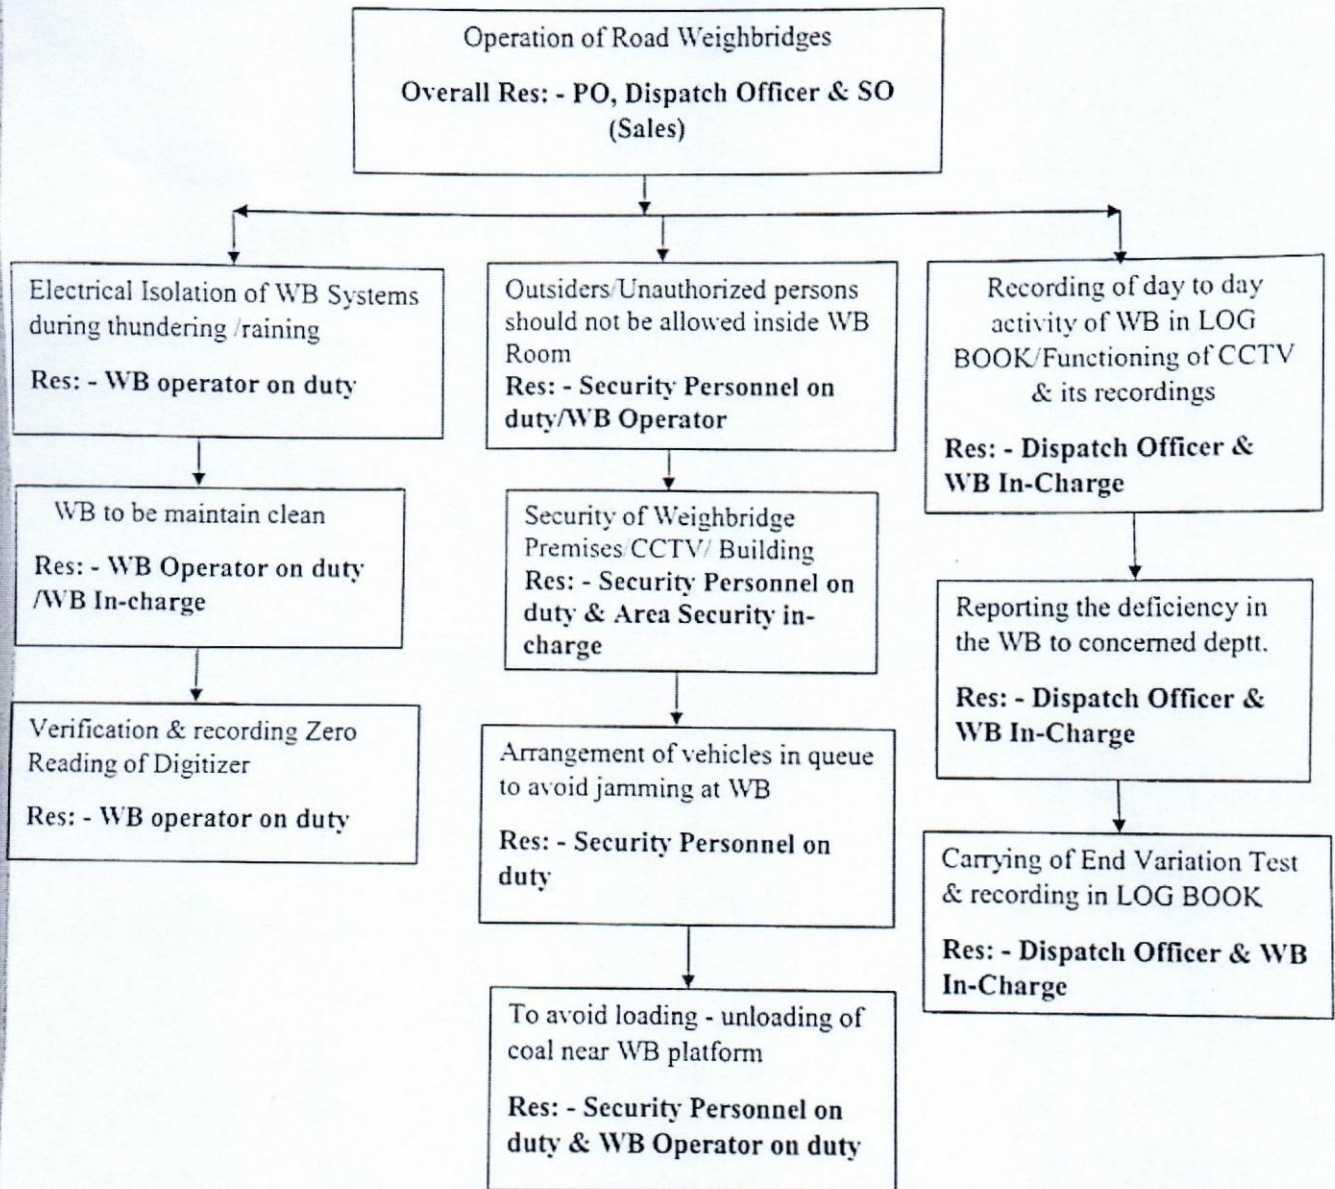 Operation of Road Weighbridges
Overall Res: - PO, Dispatch Officer & SO
(Sales)
Electrical Isolation of WB Systems
during thundering /raining
Res: - WB operator on duty
WB to be maintain clean
Res: - WB Operator on duty
/WB In-charge
Verification & recording Zero
Reading of Digitizer
Res: - WB operator on duty
Outsiders/Unauthorized persons
should not be allowed inside WB
Room
Res: - Security Personnel on
duty/WB Operator
Security of Weighbridge
Premises/CCTV/ Building
Res: - Security Personnel on
duty & Area Security in-
charge
Arrangement of vehicles in queue
to avoid jamming at WB
Res: - Security Personnel on
duty
To avoid loading - unloading of
coal near WB platform
Res: - Security Personnel on
duty & WB Operator on duty
Recording of day to day
activity of WB in LOG
BOOK/Functioning of CCTV
& its recordings
Res: - Dispatch Officer &
WB In-Charge
Reporting the deficiency in
the WB to concerned deptt.
Res: - Dispatch Officer &
WB In-Charge
Carrying of End Variation Test
& recording in LOG BOOK
Res: - Dispatch Officer & WB
In-Charge